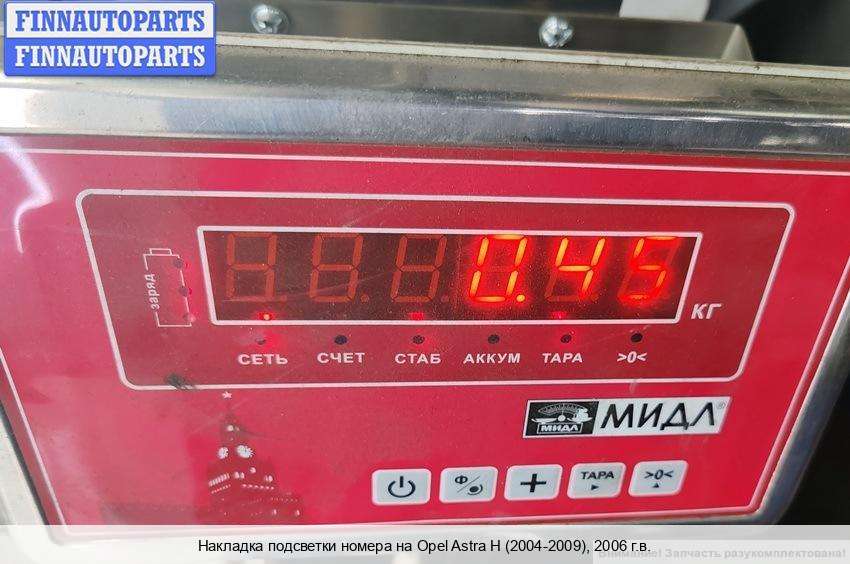 FINNAUTOPARTS
FINNAUTOPARTS
заряд
0.45
КГ
СЕТЬ СЧЕТ СТАБ АККУМ ТАРА >0<
МИДЛ МИДЛ®
Ф ТАРА >0<
Накладка подсветки номера на Opel Astra H (2004-2009), 2006 г.в.
Внимание! Запчасть разукомплектована!